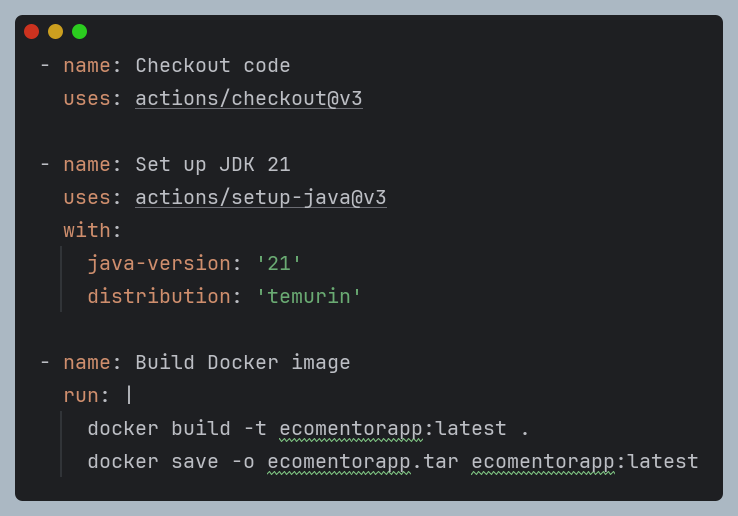 - name: Checkout code
  uses: actions/checkout@v3

- name: Set up JDK 21
  uses: actions/setup-java@v3
  with:
    java-version: '21'
    distribution: 'temurin'

- name: Build Docker image
  run: |
    docker build -t ecomentorapp:latest .
    docker save -o ecomentorapp.tar ecomentorapp:latest